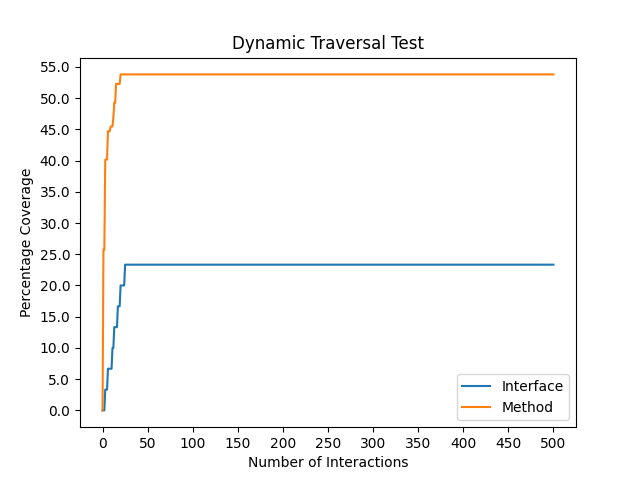 Dynamic Traversal Test
55.0
50.0
45.0
40.0
35.0
30.0
25.0
20.0
15.0
10.0
5.0
0.0
Percentage Coverage
Interface
Method
0 50 100 150 200 250 300 350 400 450 500
Number of Interactions